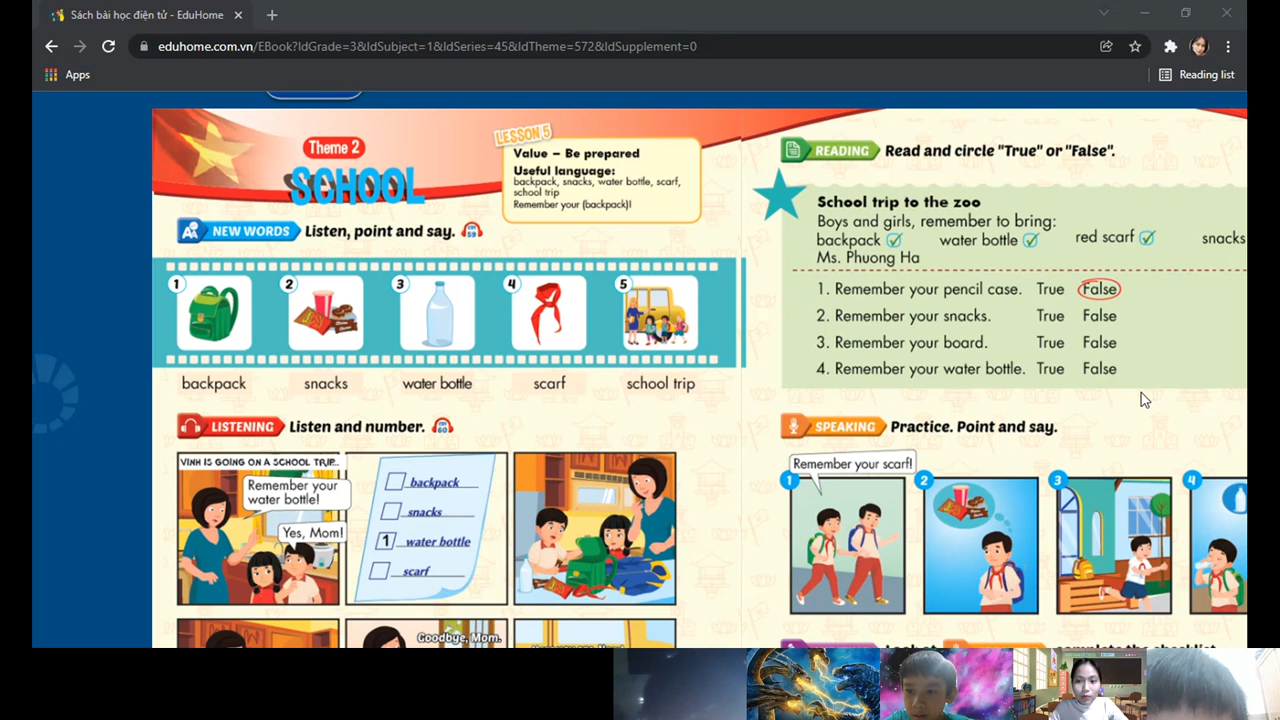 Sách bài học điện tử - EduHome
eduhome.com.vn/EBook?IdGrade=3&IdSubject=1&IdSeries=45&IdTheme=572&IdSupplement=0
Apps
Reading list
Theme 2
SCHOOL
LESSON 5
Value – Be prepared
Useful language:
backpack, snacks, water bottle, scarf,
school trip
Remember your (backpack)!
NEW WORDS Listen, point and say.
59
1
2
3
4
5
backpack
snacks
water bottle
scarf
school trip
LISTENING Listen and number.
60
VINH IS GOING ON A SCHOOL TRIP...
Remember your
water bottle!
Yes, Mom!
backpack
snacks
1 water bottle
scarf
Goodbye, Mom.
READING Read and circle "True" or "False".
School trip to the zoo
Boys and girls, remember to bring:
backpack water bottle red scarf snacks
Ms. Phuong Ha
1. Remember your pencil case. True False
2. Remember your snacks. True False
3. Remember your board. True False
4. Remember your water bottle. True False
SPEAKING Practice. Point and say.
Remember your scarf!
1
2
3
4